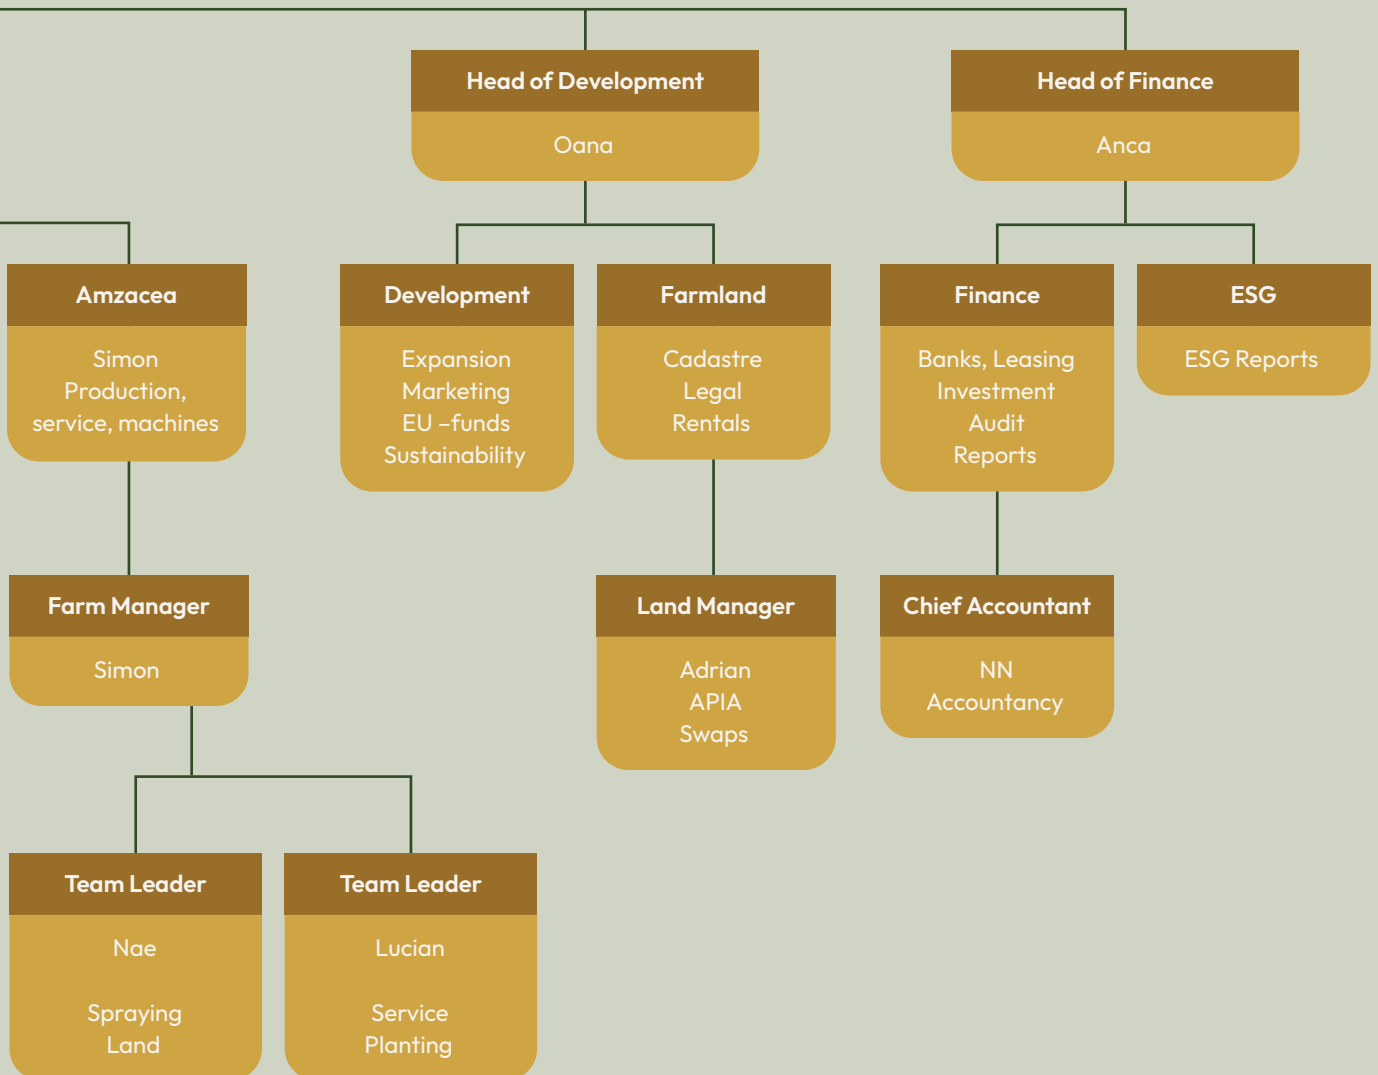 Head of Development
Oana
Head of Finance
Anca
Amzacea
Simon
Production,
service, machines
Development
Expansion
Marketing
EU –funds
Sustainability
Farmland
Cadastre
Legal
Rentals
Finance
Banks, Leasing
Investment
Audit
Reports
ESG
ESG Reports
Farm Manager
Simon
Land Manager
Adrian
APIA
Swaps
Chief Accountant
NN
Accountancy
Team Leader
Nae
Spraying
Land
Team Leader
Lucian
Service
Planting